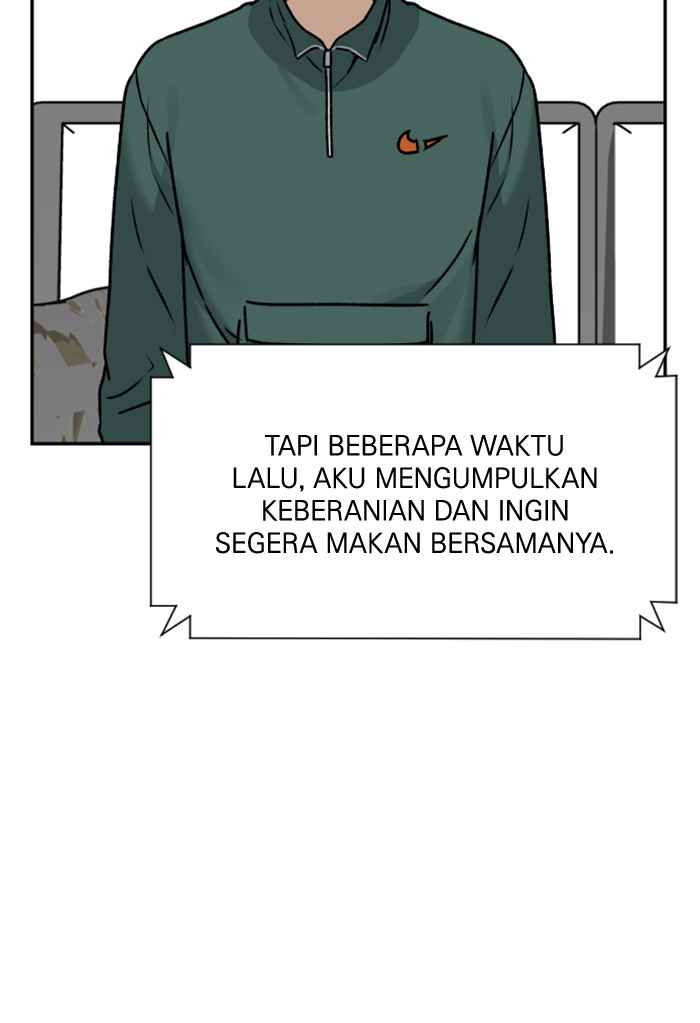 TAPI BEBERAPA WAKTU
LALU, AKU MENGUMPULKAN
KEBERANIAN DAN INGIN
SEGERA MAKAN BERSAMANYA.